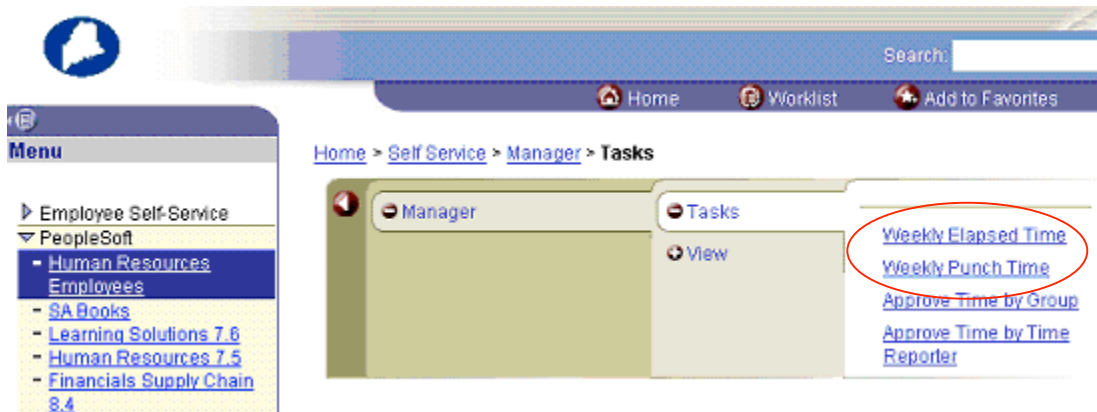 Search:
Home Worklist Add to Favorites
Menu
Home > Self Service > Manager > Tasks
Employee Self-Service
PeopleSoft
- Human Resources
Employees
- SA Books
- Learning Solutions 7.6
- Human Resources 7.5
- Financials Supply Chain
8.4
Manager
Tasks
View
Weekly Elapsed Time
Weekly Punch Time
Approve Time by Group
Approve Time by Time
Reporter